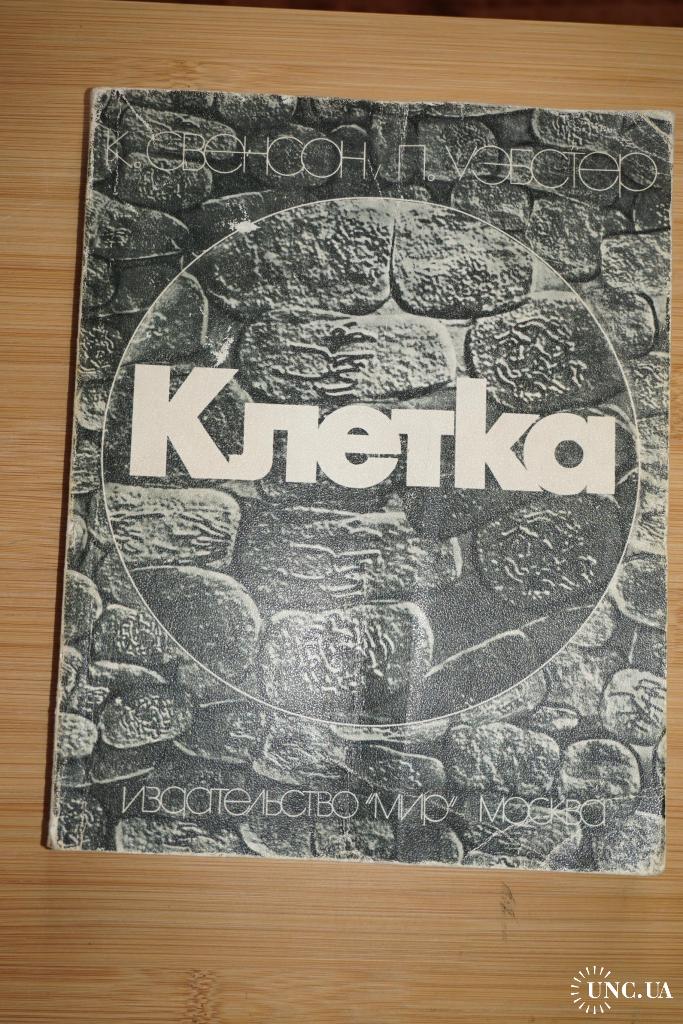 К. Свенсон, П. Уэбстер
Клетка
Издательство "Мир" Москва
UNC.UA